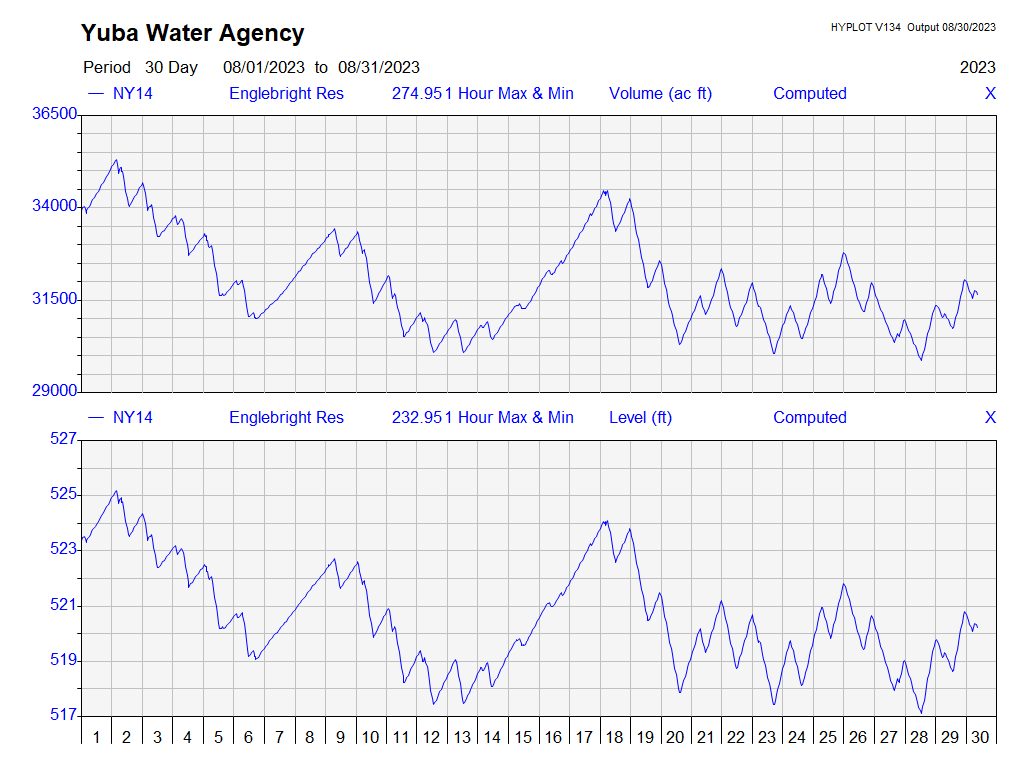 Yuba Water Agency
HYPLOT V134 Output 08/30/2023
Period 30 Day 08/01/2023 to 08/31/2023 2023
NY14 Englebright Res 274.951 Hour Max & Min Volume (ac ft) Computed X
36500
34000
31500
29000
NY14 Englebright Res 232.951 Hour Max & Min Level (ft) Computed X
527
525
523
521
519
517
1 2 3 4 5 6 7 8 9 10 11 12 13 14 15 16 17 18 19 20 21 22 23 24 25 26 27 28 29 30